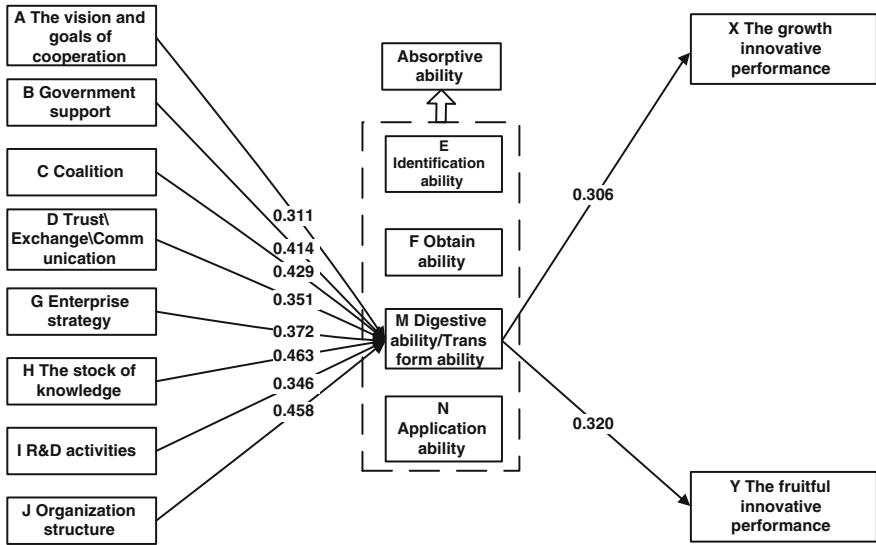 A The vision and
goals of
cooperation
B Government
support
C Coalition
D Trust\
Exchange\Comm
unication
G Enterprise
strategy
H The stock of
knowledge
I R&D activities
J Organization
structure
0.311
0.414
0.429
0.351
0.372
0.463
0.346
0.458
Absorptive
ability
E
Identification
ability
F Obtain
ability
M Digestive
ability/Trans
form ability
N
Application
ability
0.306
0.320
X The growth
innovative
performance
Y The fruitful
innovative
performance